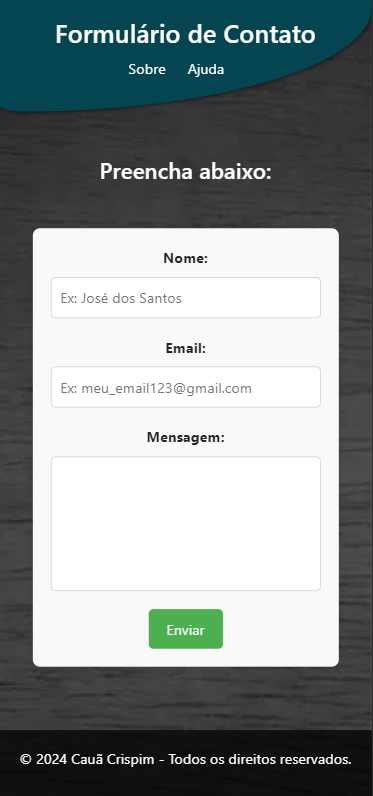 Formulário de Contato
Sobre Ajuda
Preencha abaixo:
Nome:
Ex: José dos Santos
Email:
Ex: meu_email123@gmail.com
Mensagem:
Enviar
© 2024 Cauã Crispim - Todos os direitos reservados.